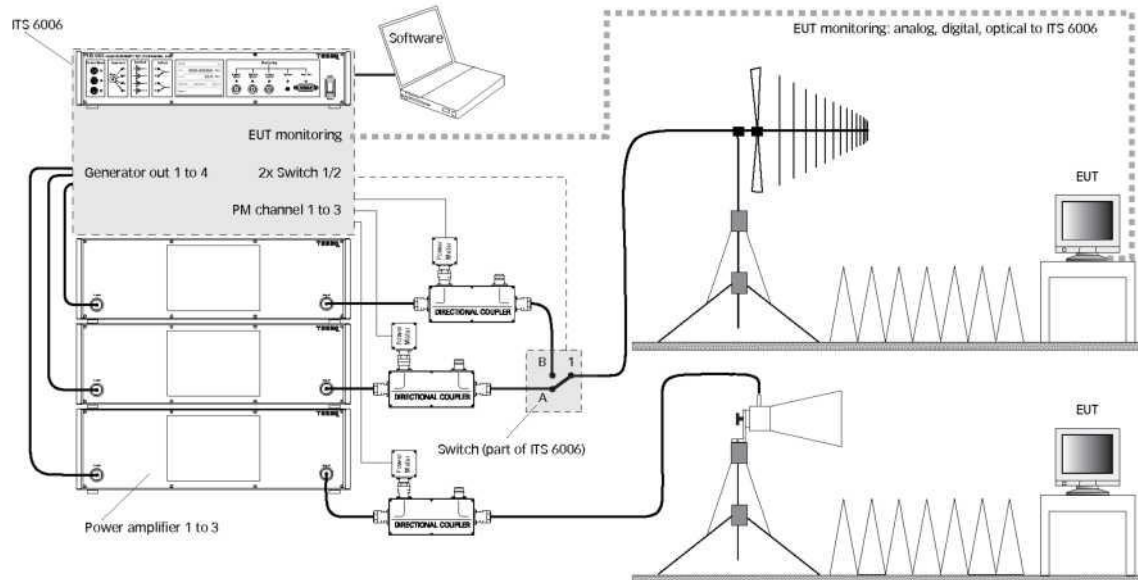 ITS 6006
Software
EUT monitoring: analog, digital, optical to ITS 6006
EUT monitoring
Generator out 1 to 4
2x Switch 1/2
PM channel 1 to 3
EUT
Power Meter
DIRECTIONAL COUPLER
Power Meter
DIRECTIONAL COUPLER
B 1
A
Switch (part of ITS 6006)
EUT
Power Meter
DIRECTIONAL COUPLER
Power amplifier 1 to 3